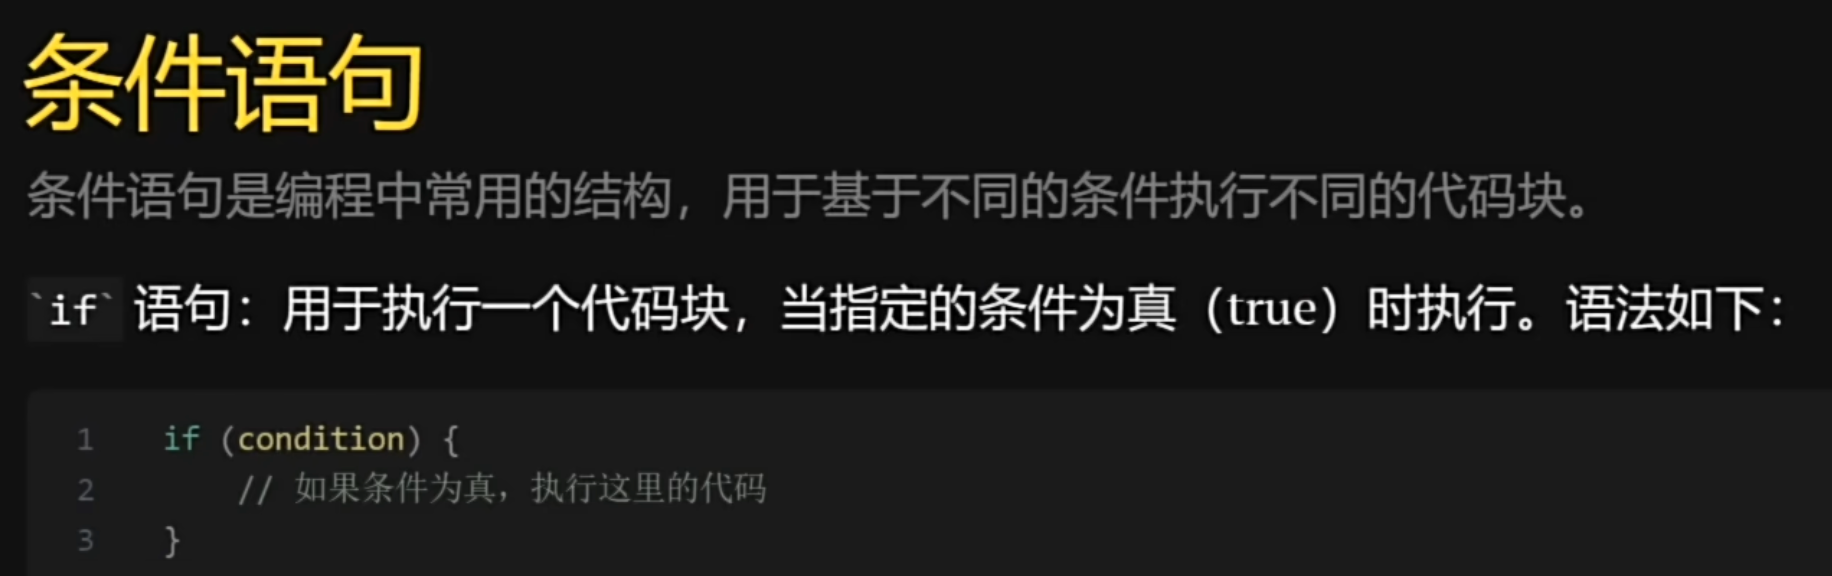 条件语句
条件语句是编程中常用的结构，用于基于不同的条件执行不同的代码块。
`if` 语句：用于执行一个代码块，当指定的条件为真（true）时执行。语法如下：
1 if (condition) {
2 // 如果条件为真，执行这里的代码
3 }